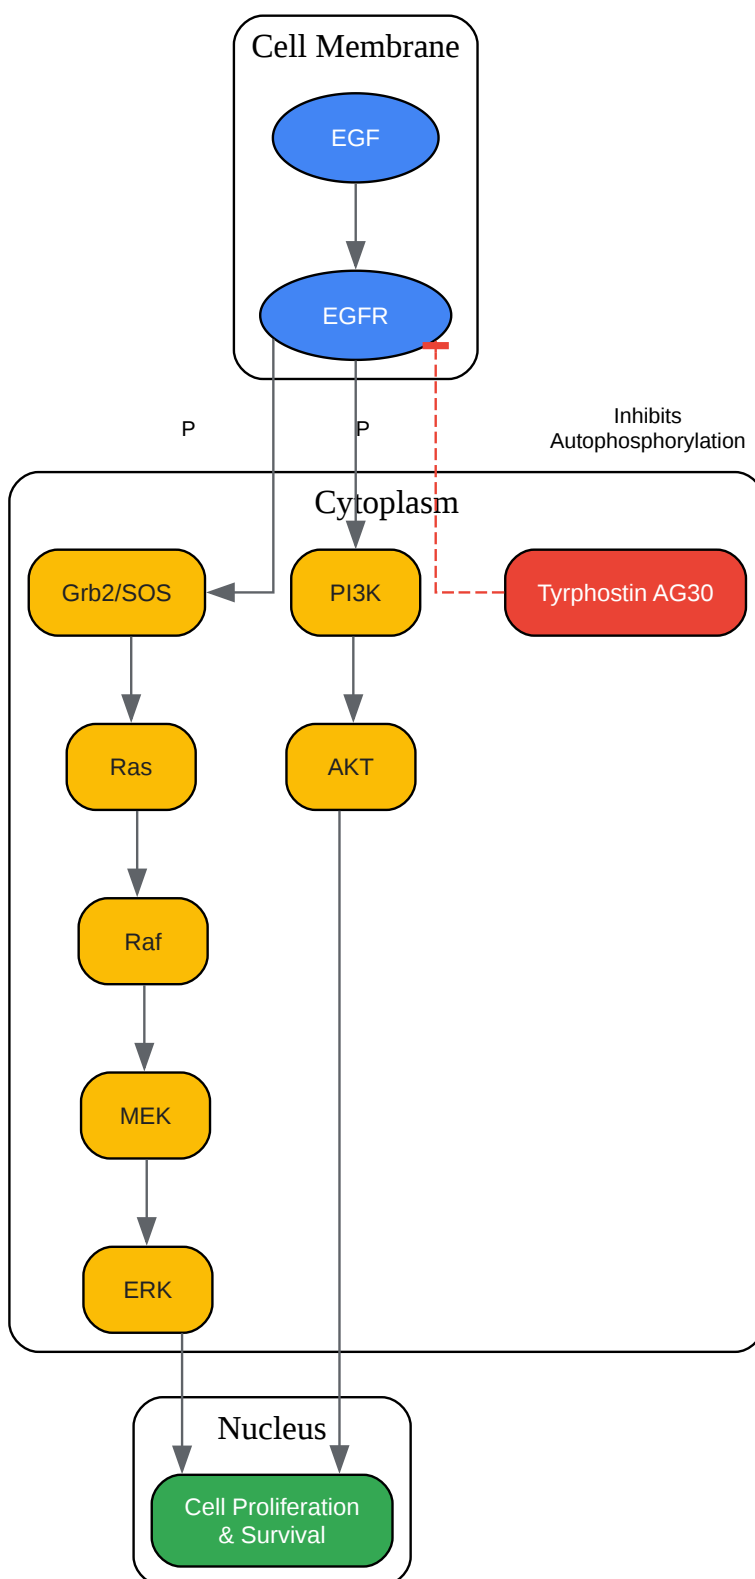 Cell Membrane
EGF
EGFR
P
P
Inhibits
Autophosphorylation
Cytoplasm
Grb2/SOS
PI3K
Tyrphostin AG30
Ras
AKT
Raf
MEK
ERK
Nucleus
Cell Proliferation
& Survival